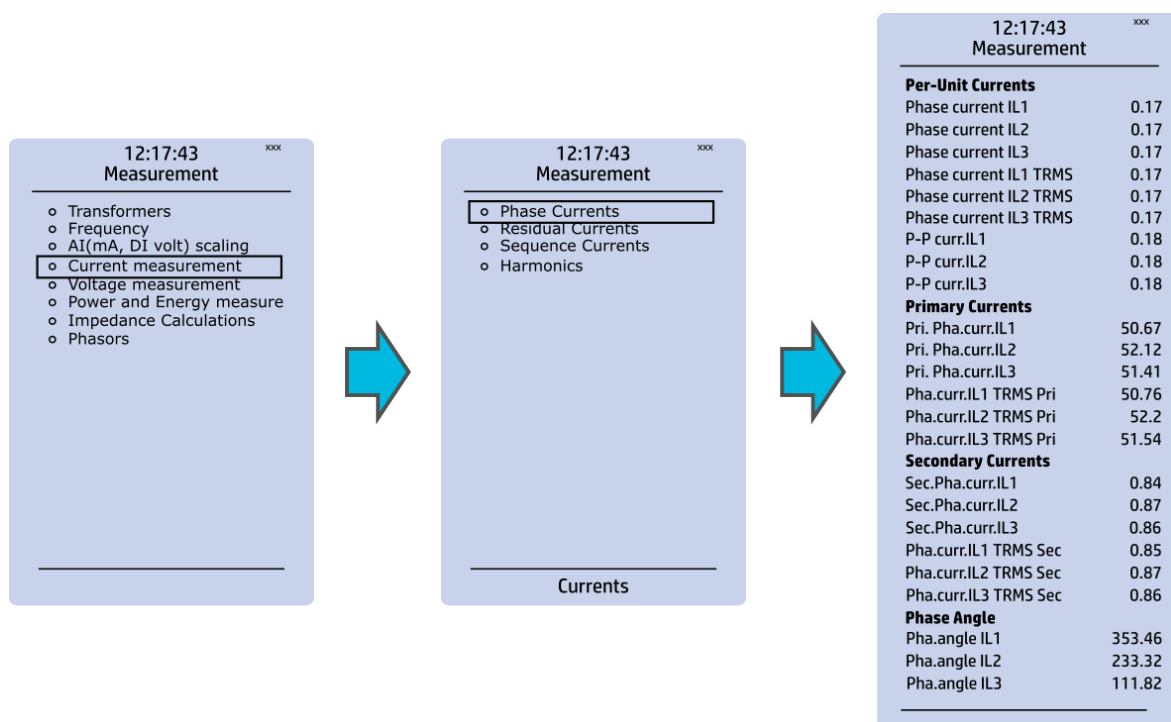 12:17:43 xxx
Measurement
Transformers
Frequency
AI(mA, DI volt) scaling
Current measurement
Voltage measurement
Power and Energy measure
Impedance Calculations
Phasors
12:17:43 xxx
Measurement
Phase Currents
Residual Currents
Sequence Currents
Harmonics
Currents
12:17:43 xxx
Measurement
Per-Unit Currents
Phase current IL1 0.17
Phase current IL2 0.17
Phase current IL3 0.17
Phase current IL1 TRMS 0.17
Phase current IL2 TRMS 0.17
Phase current IL3 TRMS 0.17
P-P curr.IL1 0.18
P-P curr.IL2 0.18
P-P curr.IL3 0.18
Primary Currents
Pri. Pha.curr.IL1 50.67
Pri. Pha.curr.IL2 52.12
Pri. Pha.curr.IL3 51.41
Pha.curr.IL1 TRMS Pri 50.76
Pha.curr.IL2 TRMS Pri 52.2
Pha.curr.IL3 TRMS Pri 51.54
Secondary Currents
Sec.Pha.curr.IL1 0.84
Sec.Pha.curr.IL2 0.87
Sec.Pha.curr.IL3 0.86
Pha.curr.IL1 TRMS Sec 0.85
Pha.curr.IL2 TRMS Sec 0.87
Pha.curr.IL3 TRMS Sec 0.86
Phase Angle
Pha.angle IL1 353.46
Pha.angle IL2 233.32
Pha.angle IL3 111.82